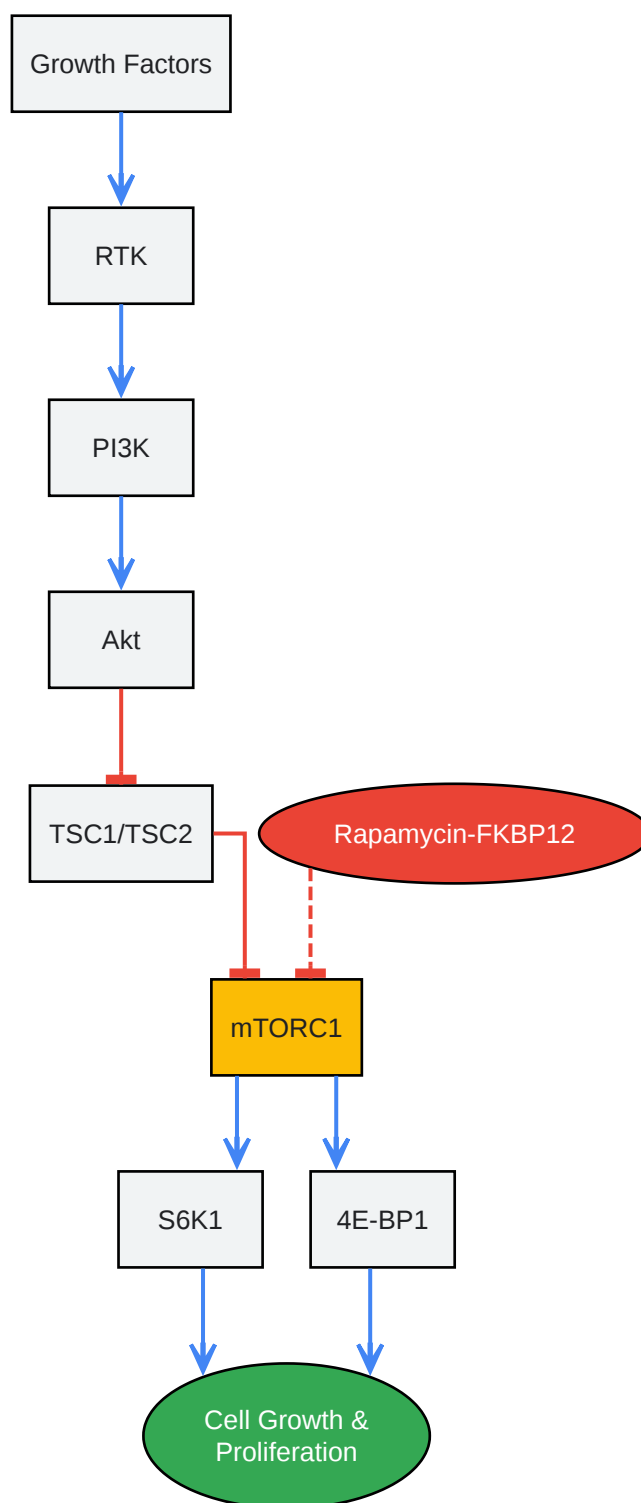 Growth Factors
RTK
PI3K
Akt
TSC1/TSC2
Rapamycin-FKBP12
mTORC1
S6K1
4E-BP1
Cell Growth &
Proliferation